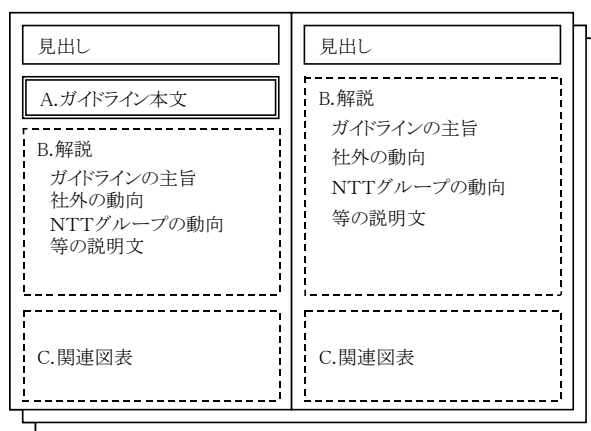 見出し
A.ガイドライン本文
B.解説
ガイドラインの主旨
社外の動向
NTTグループの動向
等の説明文
C.関連図表
見出し
B.解説
ガイドラインの主旨
社外の動向
NTTグループの動向
等の説明文
C.関連図表